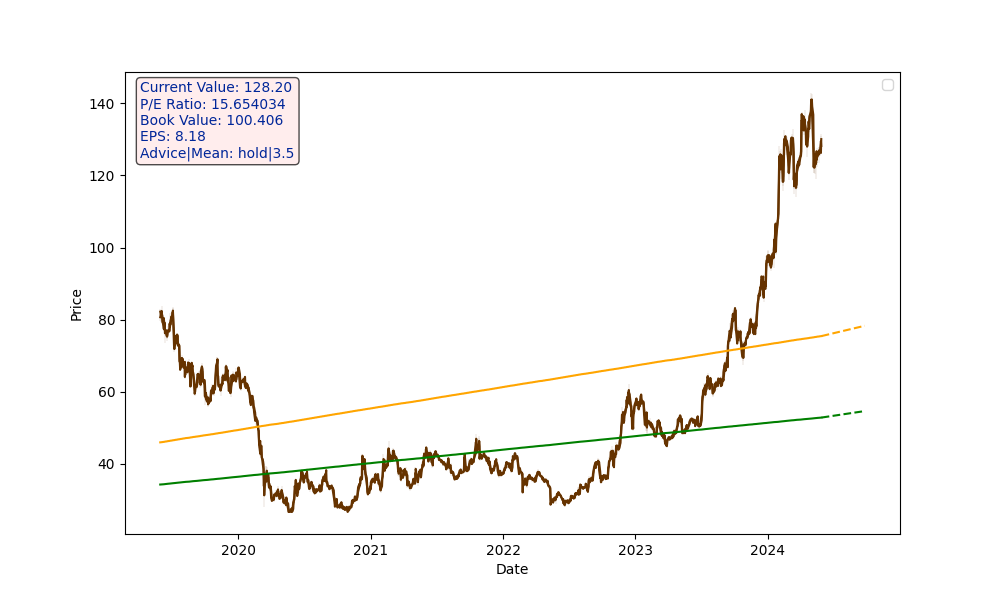 Current Value: 128.20
P/E Ratio: 15.654034
Book Value: 100.406
EPS: 8.18
Advice|Mean: hold|3.5
140
120
100
80
60
40
Price
2020
2021
2022
2023
2024
Date